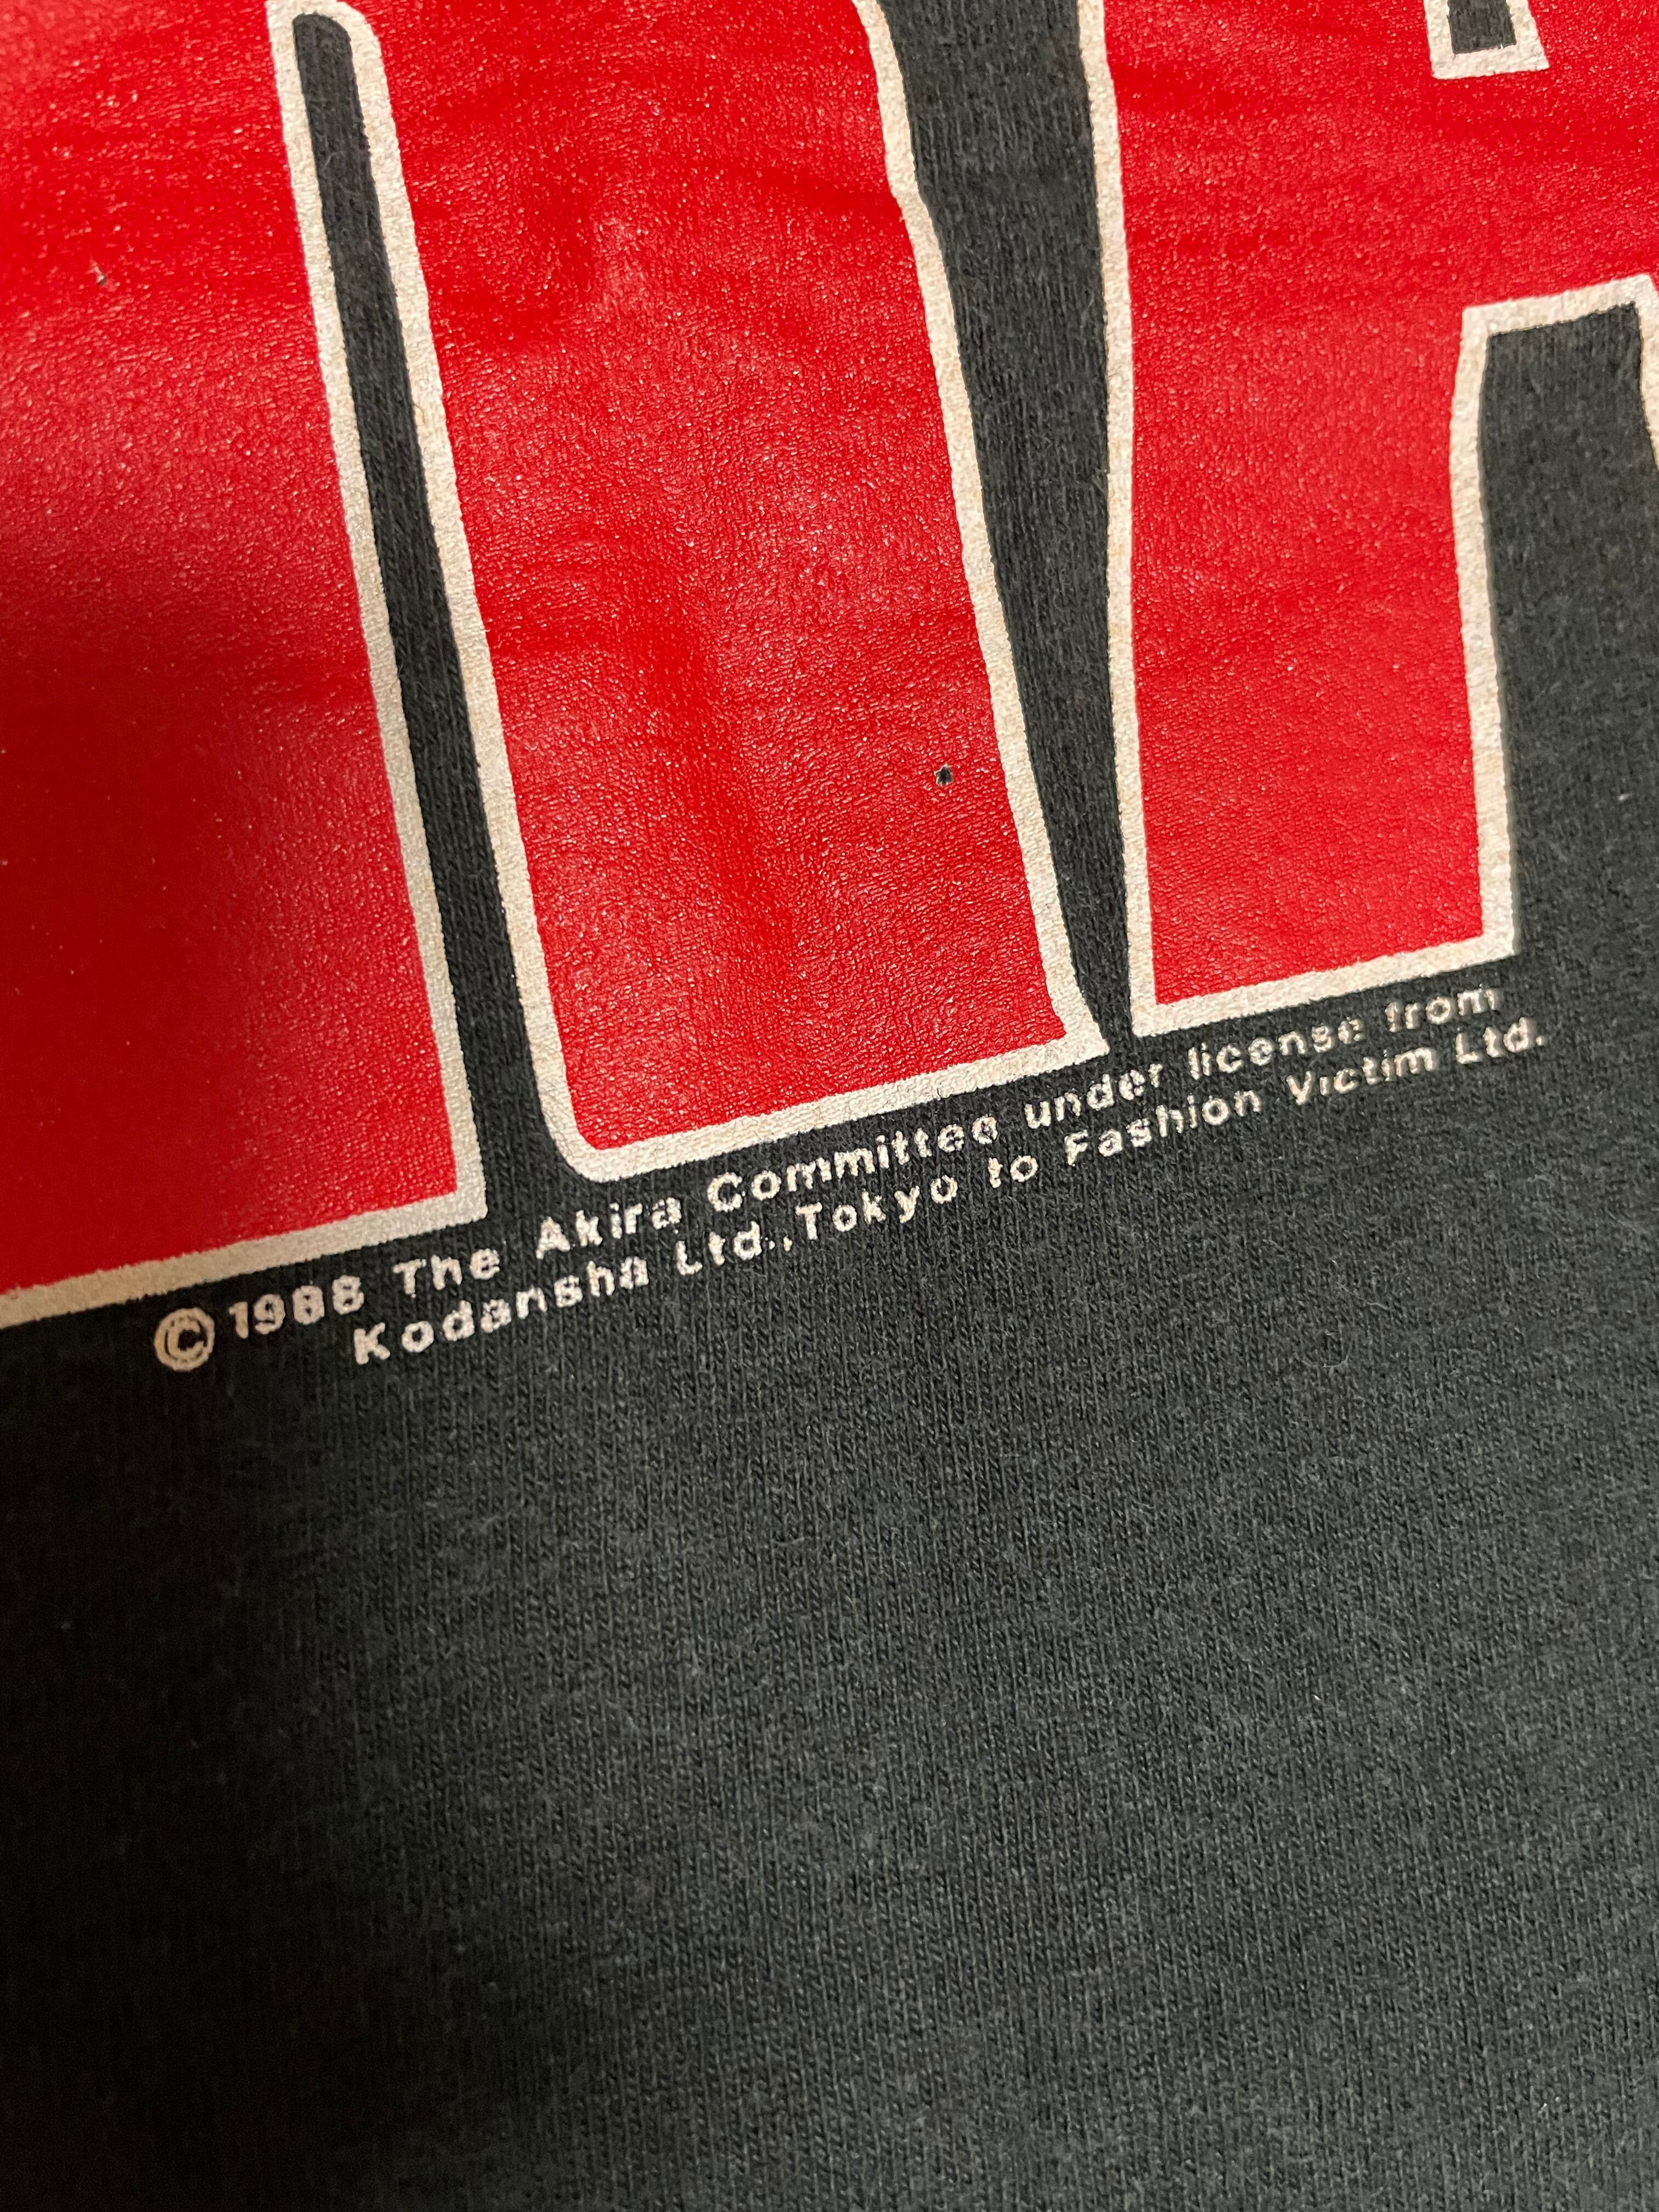 © 1988 The Akira Committee under license from
Kodansha Ltd., Tokyo to Fashion Victim Ltd.